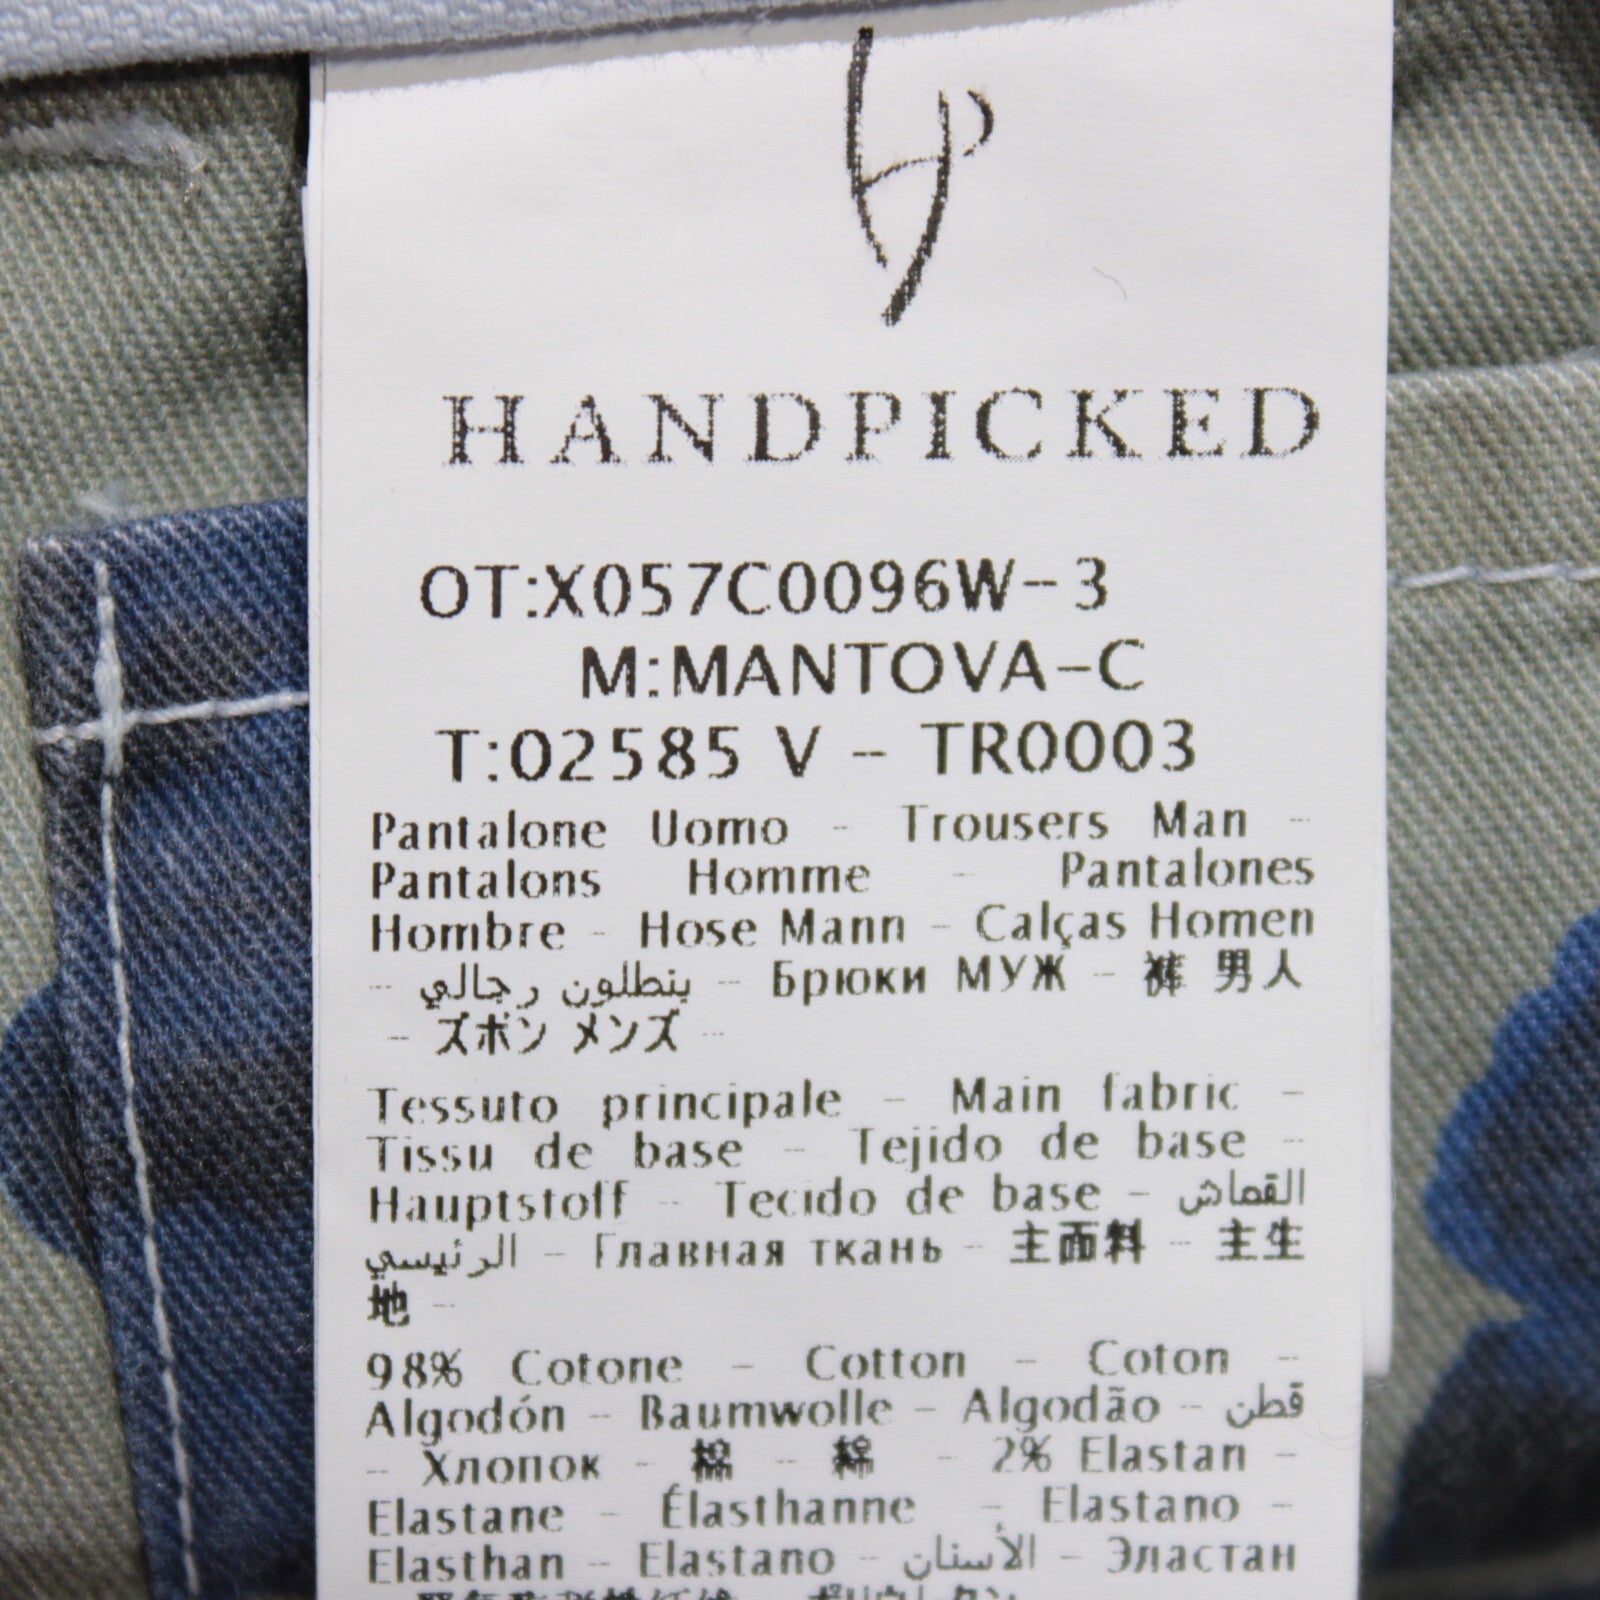 HANDPICKED
OT:X057C0096W-3
M:MANTOVA-C
T:02585 V - TR0003
Pantalone Uomo - Trousers Man -
Pantalons Homme - Pantalones
Hombre - Hose Mann - Calças Homen
- بنطلون رجالي - Брюки МУЖ - 裤 男人
- ズボン メンズ -
Tessuto principale - Main fabric -
Tissu de base - Tejido de base -
Hauptstoff - Tecido de base - القماش
الرئيسي - Главная ткань - 主面料 - 主生
地 -
98% Cotone - Cotton - Coton -
Algodón - Baumwolle - Algodão - قطن
- Хлопок - 棉 - 綿 - 2% Elastan -
Elastane - Élasthanne - Elastano -
Elasthan - Elastano - الأسنان - Эластан